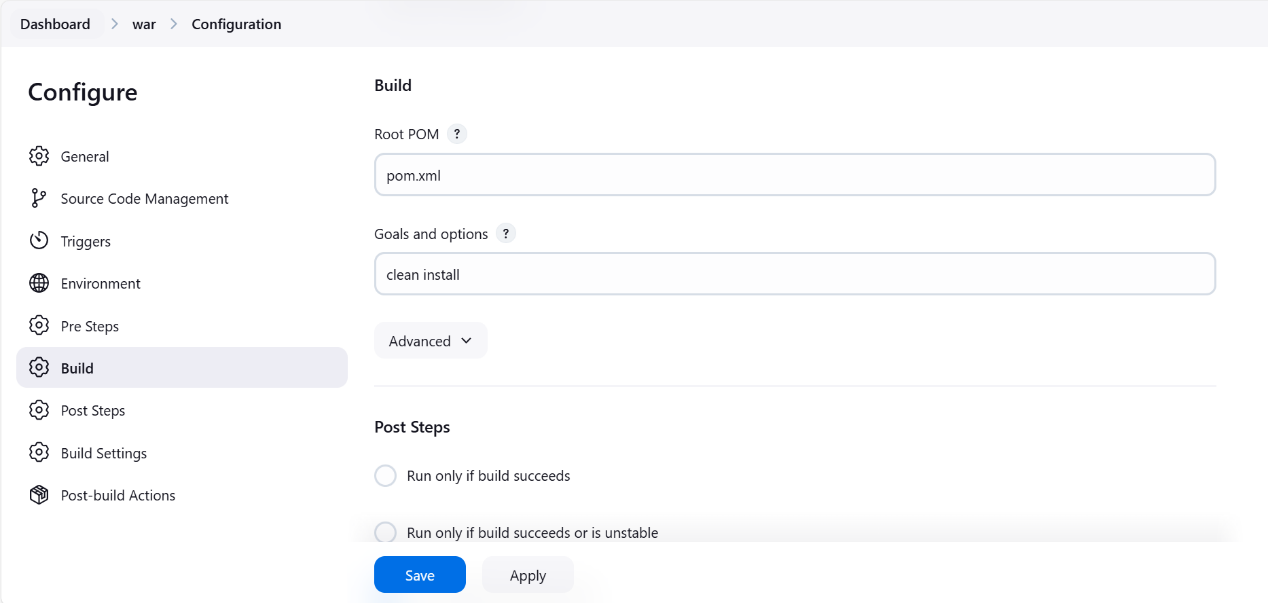 Dashboard > war > Configuration
Configure
General
Source Code Management
Triggers
Environment
Pre Steps
Build
Post Steps
Build Settings
Post-build Actions
Build
Root POM ?
pom.xml
Goals and options ?
clean install
Advanced
Post Steps
Run only if build succeeds
Run only if build succeeds or is unstable
Save Apply